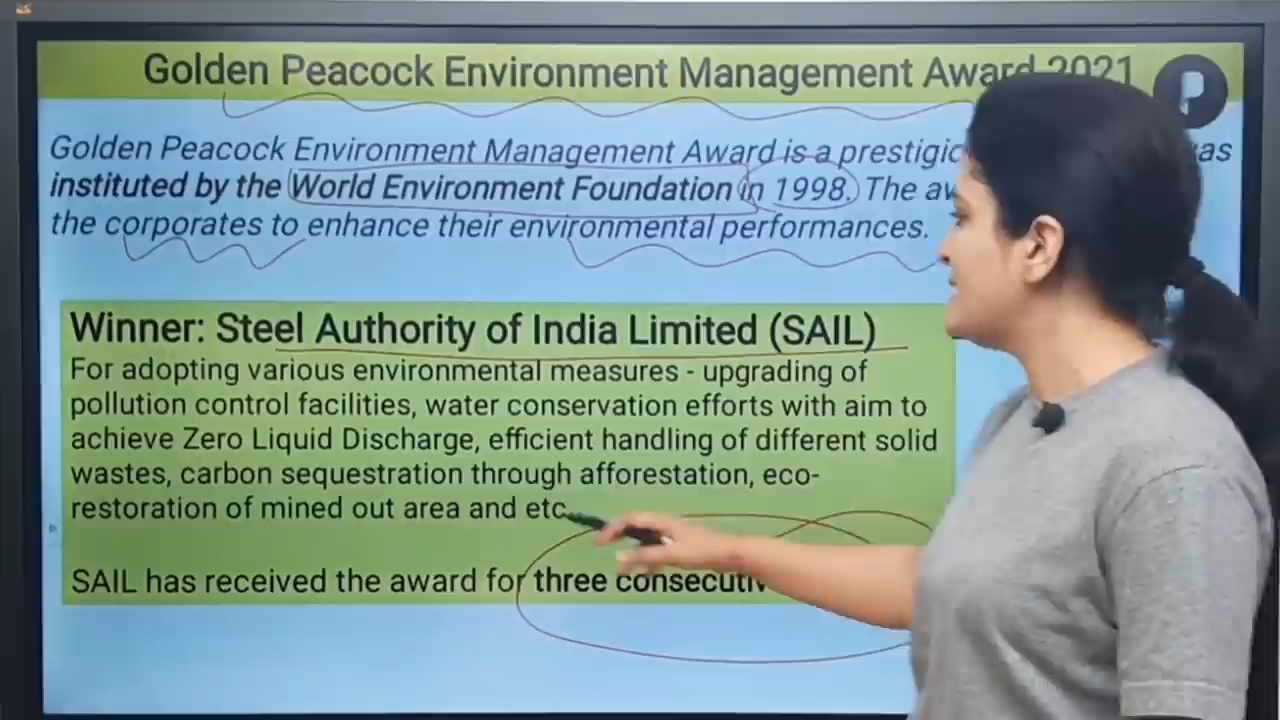 Golden Peacock Environment Management Award 2021
Golden Peacock Environment Management Award is a was
instituted by the World Environment Foundation in 1998. The
the corporates to enhance their environmental performances.
Winner: Steel Authority of India Limited (SAIL)
For adopting various environmental measures - upgrading of
pollution control facilities, water conservation efforts with aim to
achieve Zero Liquid Discharge, efficient handling of different solid
wastes, carbon sequestration through afforestation, eco-
restoration of mined out area and etc
SAIL has received the award for three